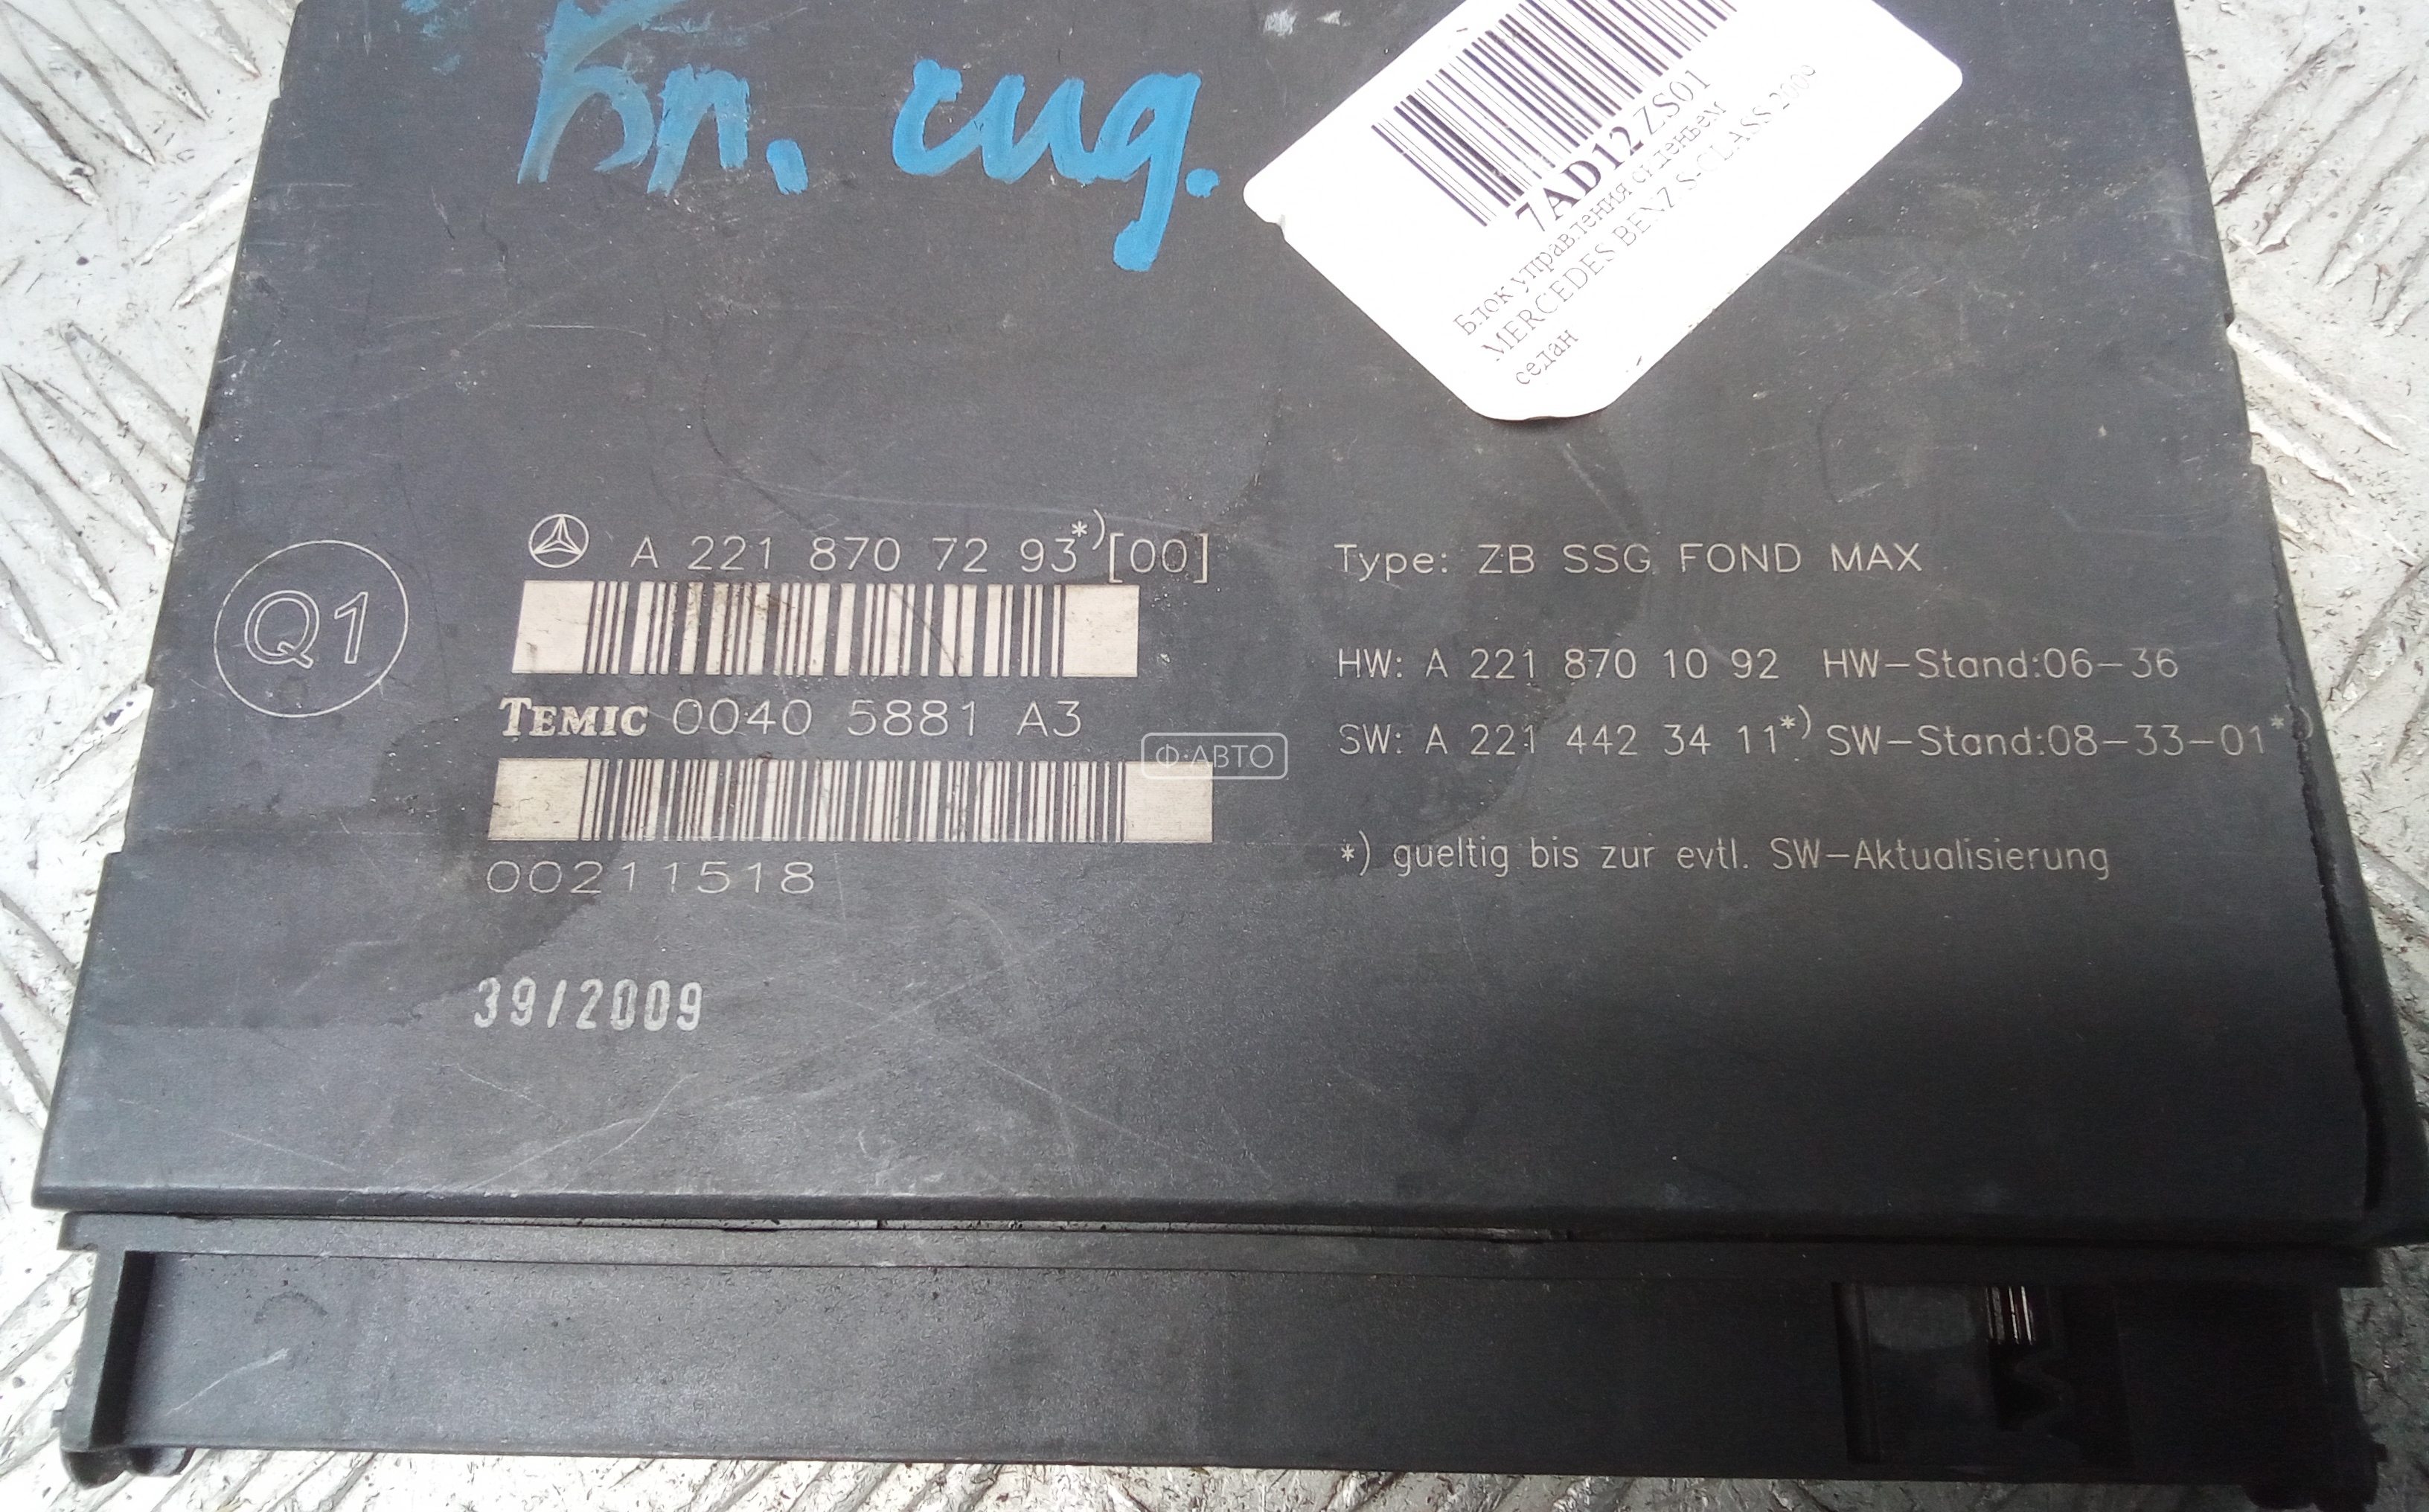 Бл. сид.
7AD12 ZS01
Блок управления сиденьем
MERCEDES BENZ S-CLASS 2009
седан
A 221 870 72 93*)[00]
Type: ZB SSG FOND MAX
Q1
HW: A 221 870 10 92 HW-Stand:06-36
TEMIC 0040 5881 A3
SW: A 221 442 34 11*) SW-Stand:08-33-01*)
Ф·АВТО
*) gueltig bis zur evtl. SW-Aktualisierung
00211518
39/2009